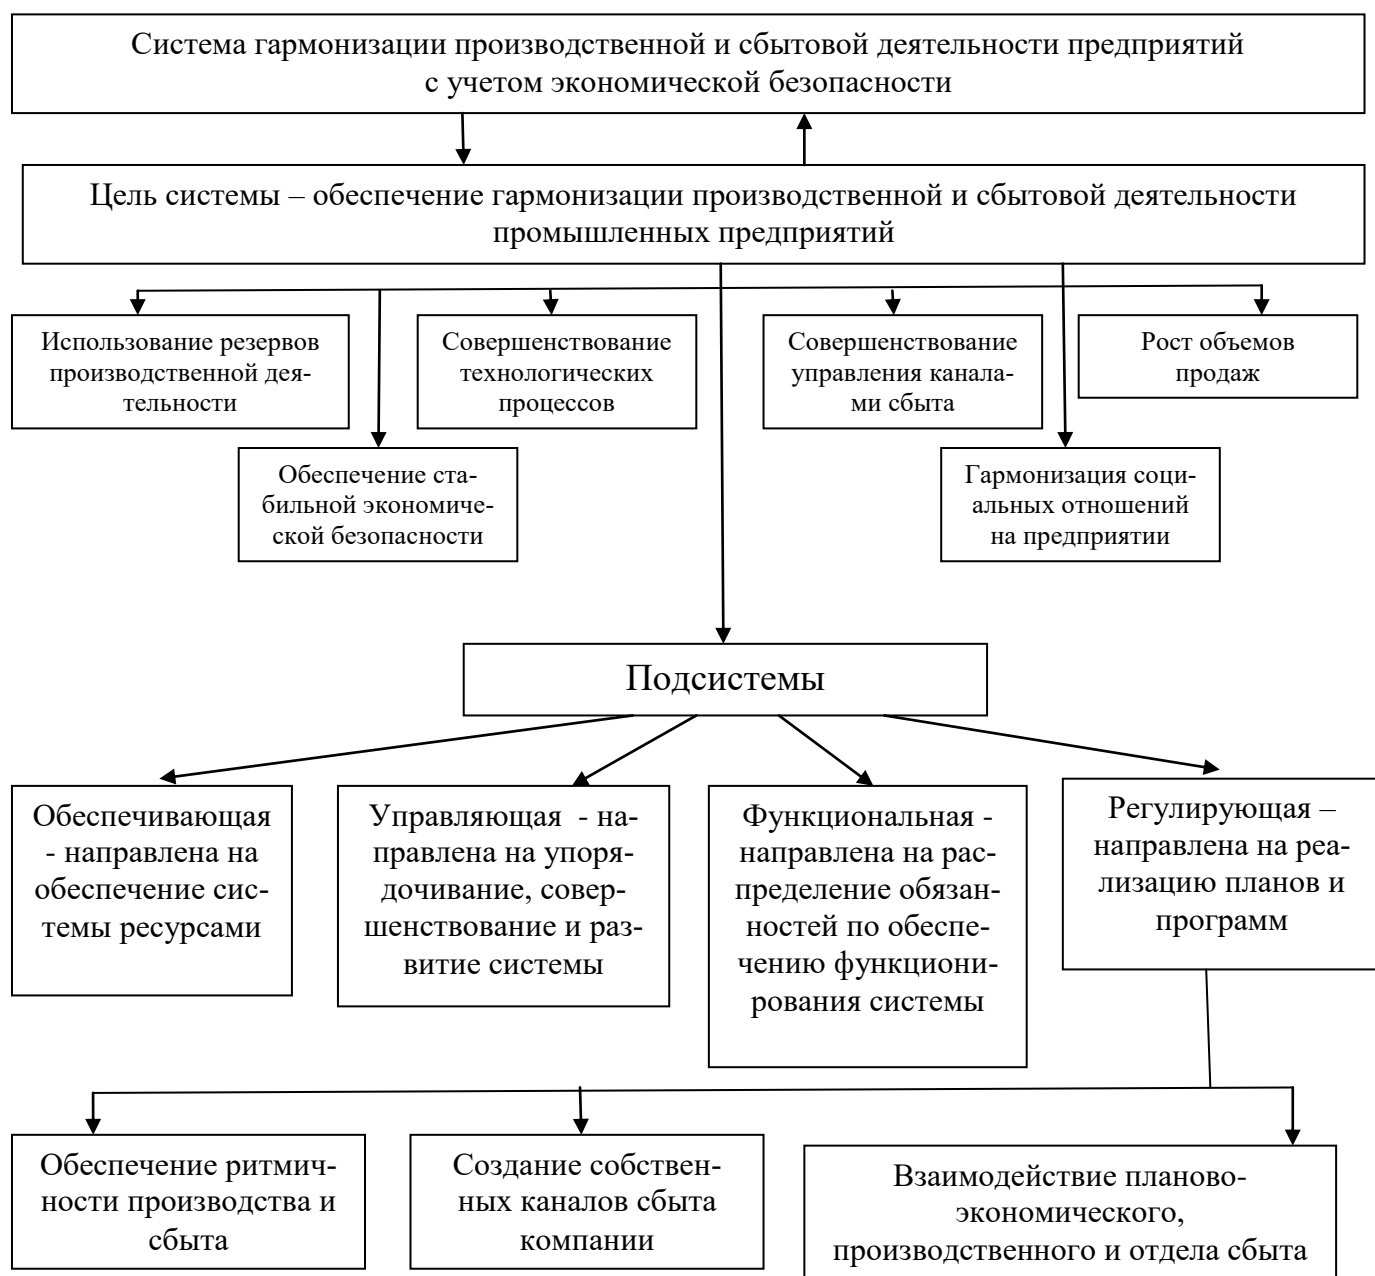 Система гармонизации производственной и сбытовой деятельности предприятий
с учетом экономической безопасности
Цель системы – обеспечение гармонизации производственной и сбытовой деятельности
промышленных предприятий
Использование резервов
производственной дея-
тельности
Совершенствование
технологических
процессов
Совершенствование
управления канала-
ми сбыта
Рост объемов
продаж
Обеспечение ста-
бильной экономиче-
ской безопасности
Гармонизация соци-
альных отношений
на предприятии
Подсистемы
Обеспечивающая
- направлена на
обеспечение сис-
темы ресурсами
Управляющая - на-
правлена на упоря-
дочивание, совер-
шенствование и раз-
витие системы
Функциональная -
направлена на рас-
пределение обязан-
ностей по обеспе-
чению функциони-
рования системы
Регулирующая –
направлена на реа-
лизацию планов и
программ
Обеспечение ритмич-
ности производства и
сбыта
Создание собствен-
ных каналов сбыта
компании
Взаимодействие планово-
экономического,
производственного и отдела сбыта